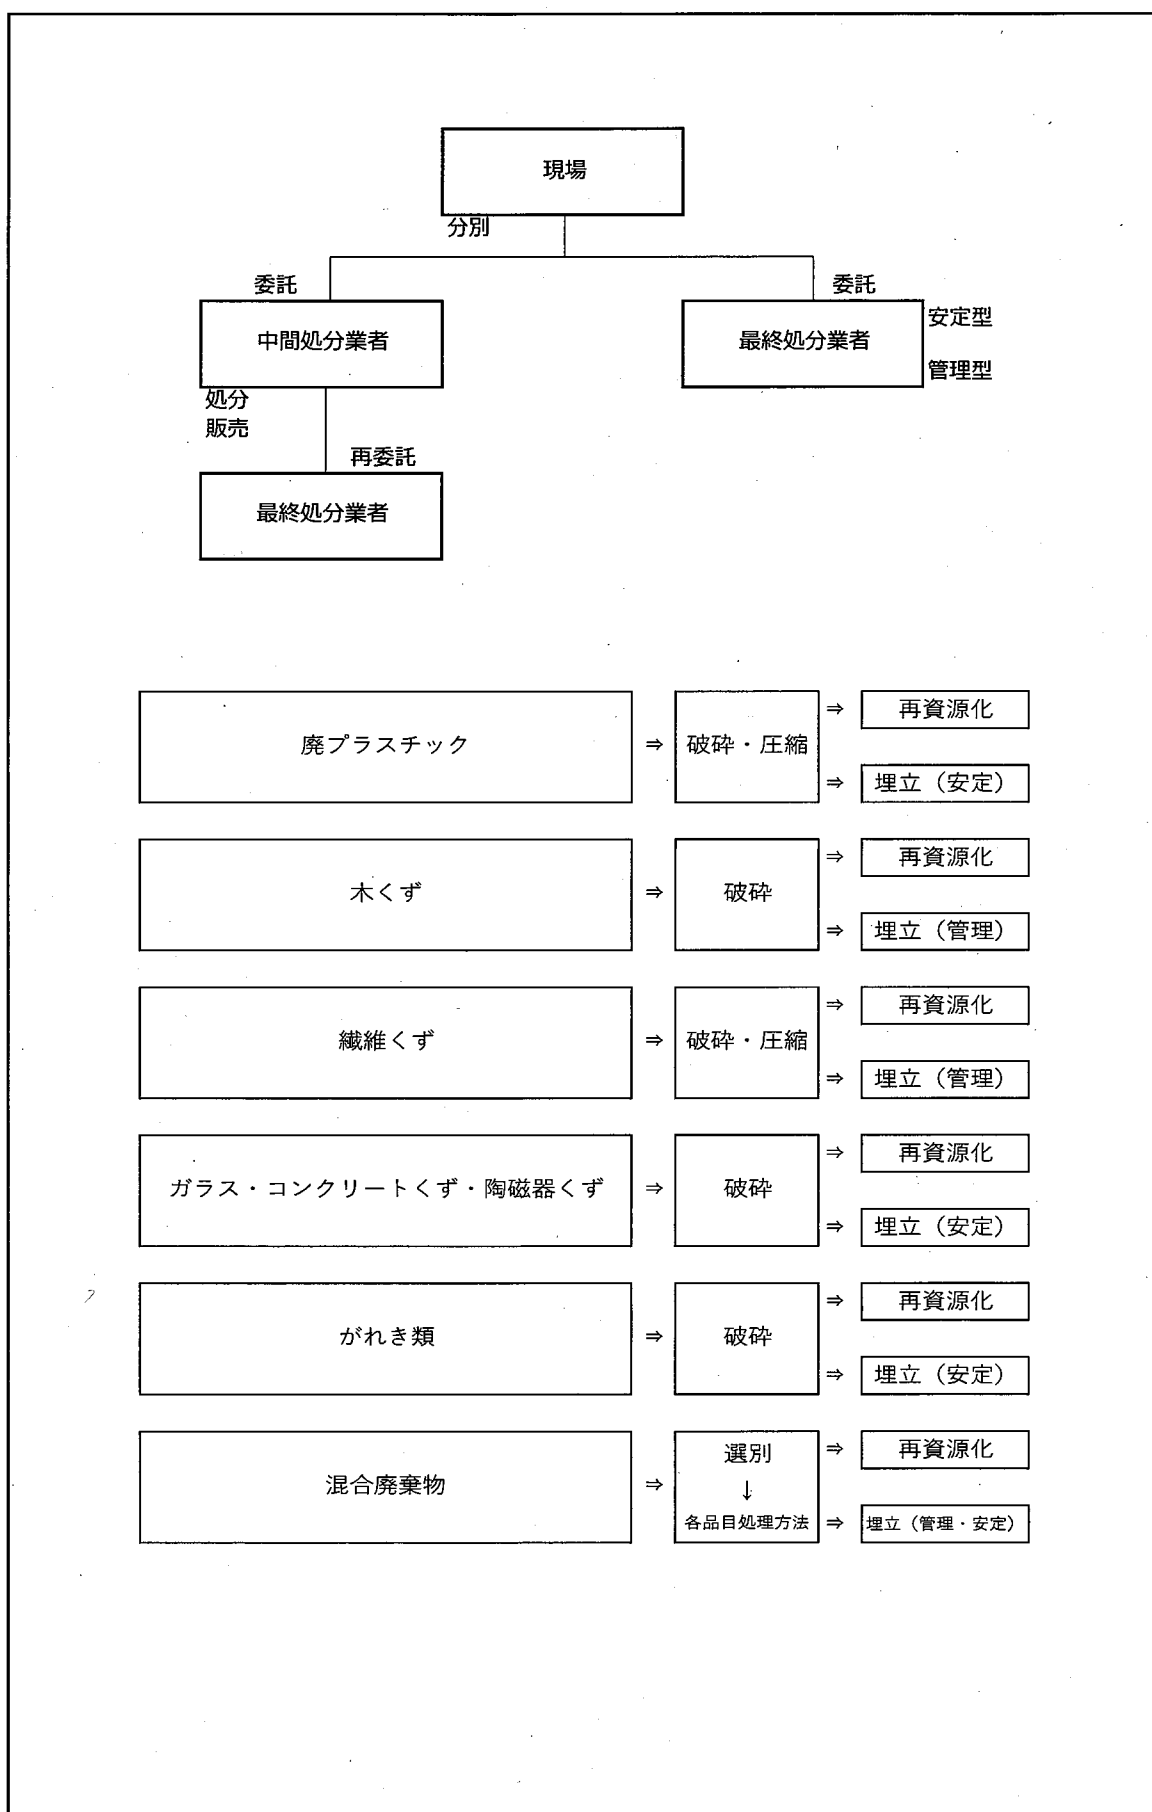 現場
分別
委託
委託
中間処分業者
最終処分業者
安定型
管理型
処分
販売
再委託
最終処分業者
廃プラスチック ⇒ 破砕・圧縮 ⇒ 再資源化
⇒ 埋立（安定）
木くず ⇒ 破砕 ⇒ 再資源化
⇒ 埋立（管理）
繊維くず ⇒ 破砕・圧縮 ⇒ 再資源化
⇒ 埋立（管理）
ガラス・コンクリートくず・陶磁器くず ⇒ 破砕 ⇒ 再資源化
⇒ 埋立（安定）
がれき類 ⇒ 破砕 ⇒ 再資源化
⇒ 埋立（安定）
混合廃棄物 ⇒ 選別 ⇒ 再資源化
↓
各品目処理方法 ⇒ 埋立（管理・安定）